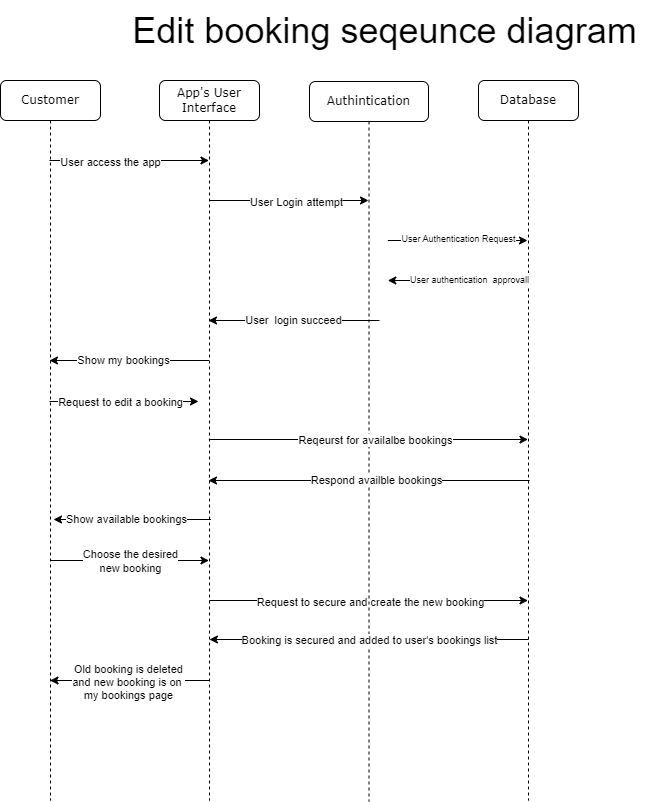 Edit booking seqeunce diagram
Customer
App's User
Interface
Authintication
Database
User access the app
User Login attempt
User Authentication Request
User authentication approvall
User login succeed
Show my bookings
Request to edit a booking
Reqeurst for availalbe bookings
Respond availble bookings
Show available bookings
Choose the desired
new booking
Request to secure and create the new booking
Booking is secured and added to user's bookings list
Old booking is deleted
and new booking is on
my bookings page